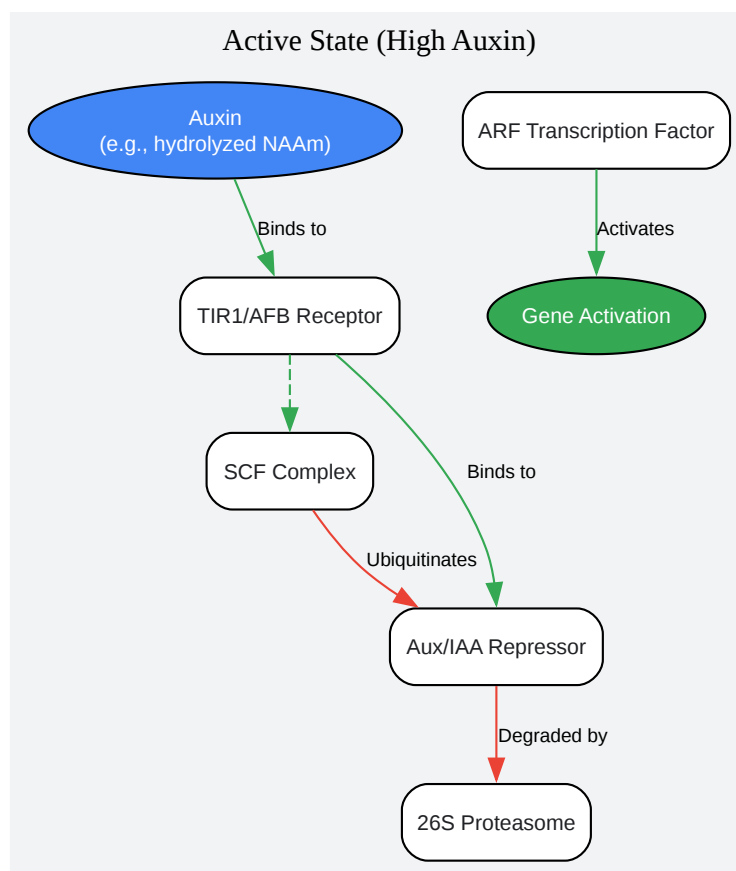 Active State (High Auxin)
Auxin
(e.g., hydrolyzed NAAm)
ARF Transcription Factor
Binds to
Activates
TIR1/AFB Receptor
Gene Activation
SCF Complex
Binds to
Ubiquitinates
Aux/IAA Repressor
Degraded by
26S Proteasome